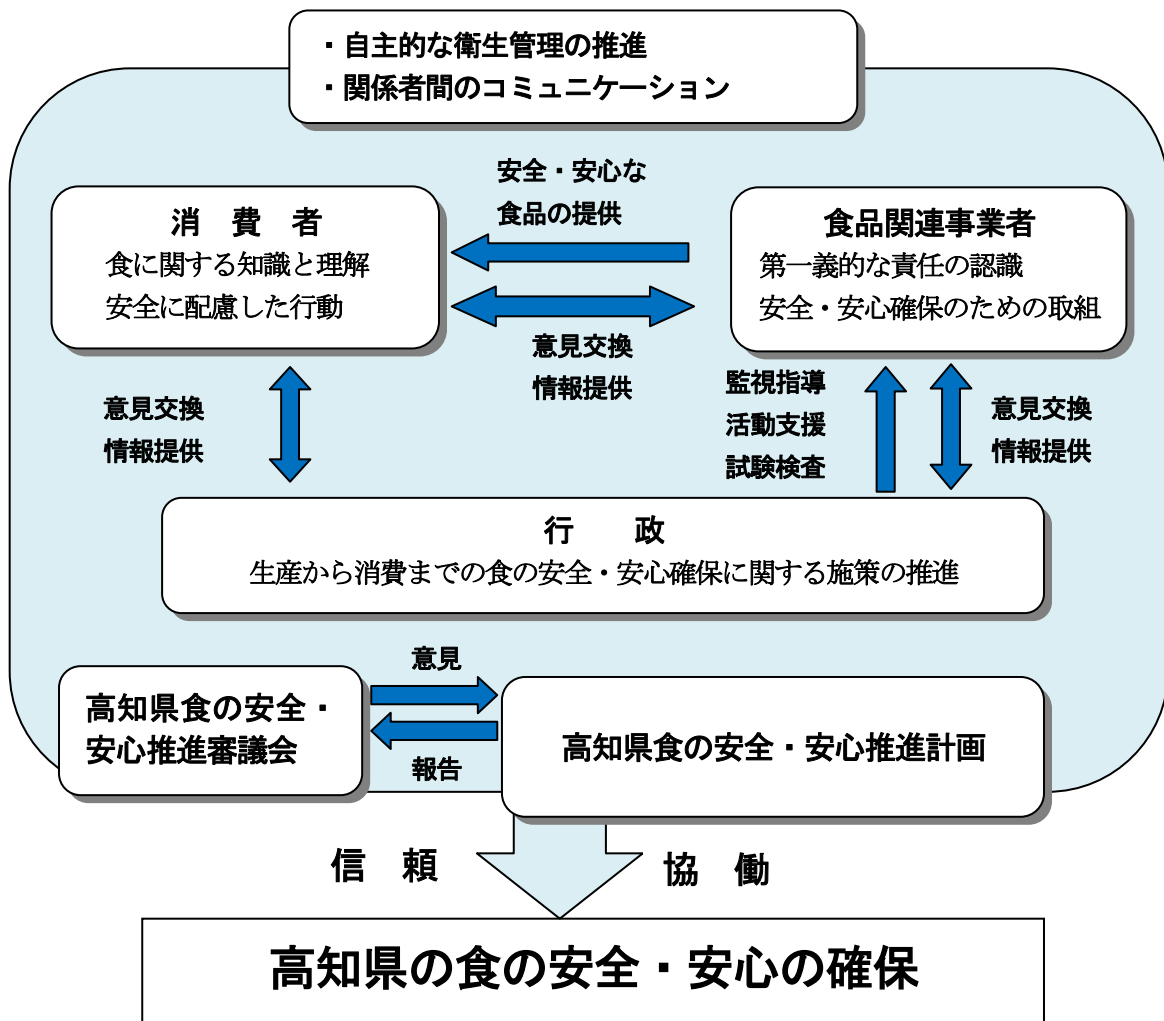 ・自主的な衛生管理の推進
・関係者間のコミュニケーション
安全・安心な
食品の提供
消　費　者
食に関する知識と理解
安全に配慮した行動
食品関連事業者
第一義的な責任の認識
安全・安心確保のための取組
意見交換
情報提供
意見交換
情報提供
監視指導
活動支援
試験検査
意見交換
情報提供
行　　政
生産から消費までの食の安全・安心確保に関する施策の推進
意見
高知県食の安全・
安心推進審議会
報告
高知県食の安全・安心推進計画
信　頼
協　働
高知県の食の安全・安心の確保